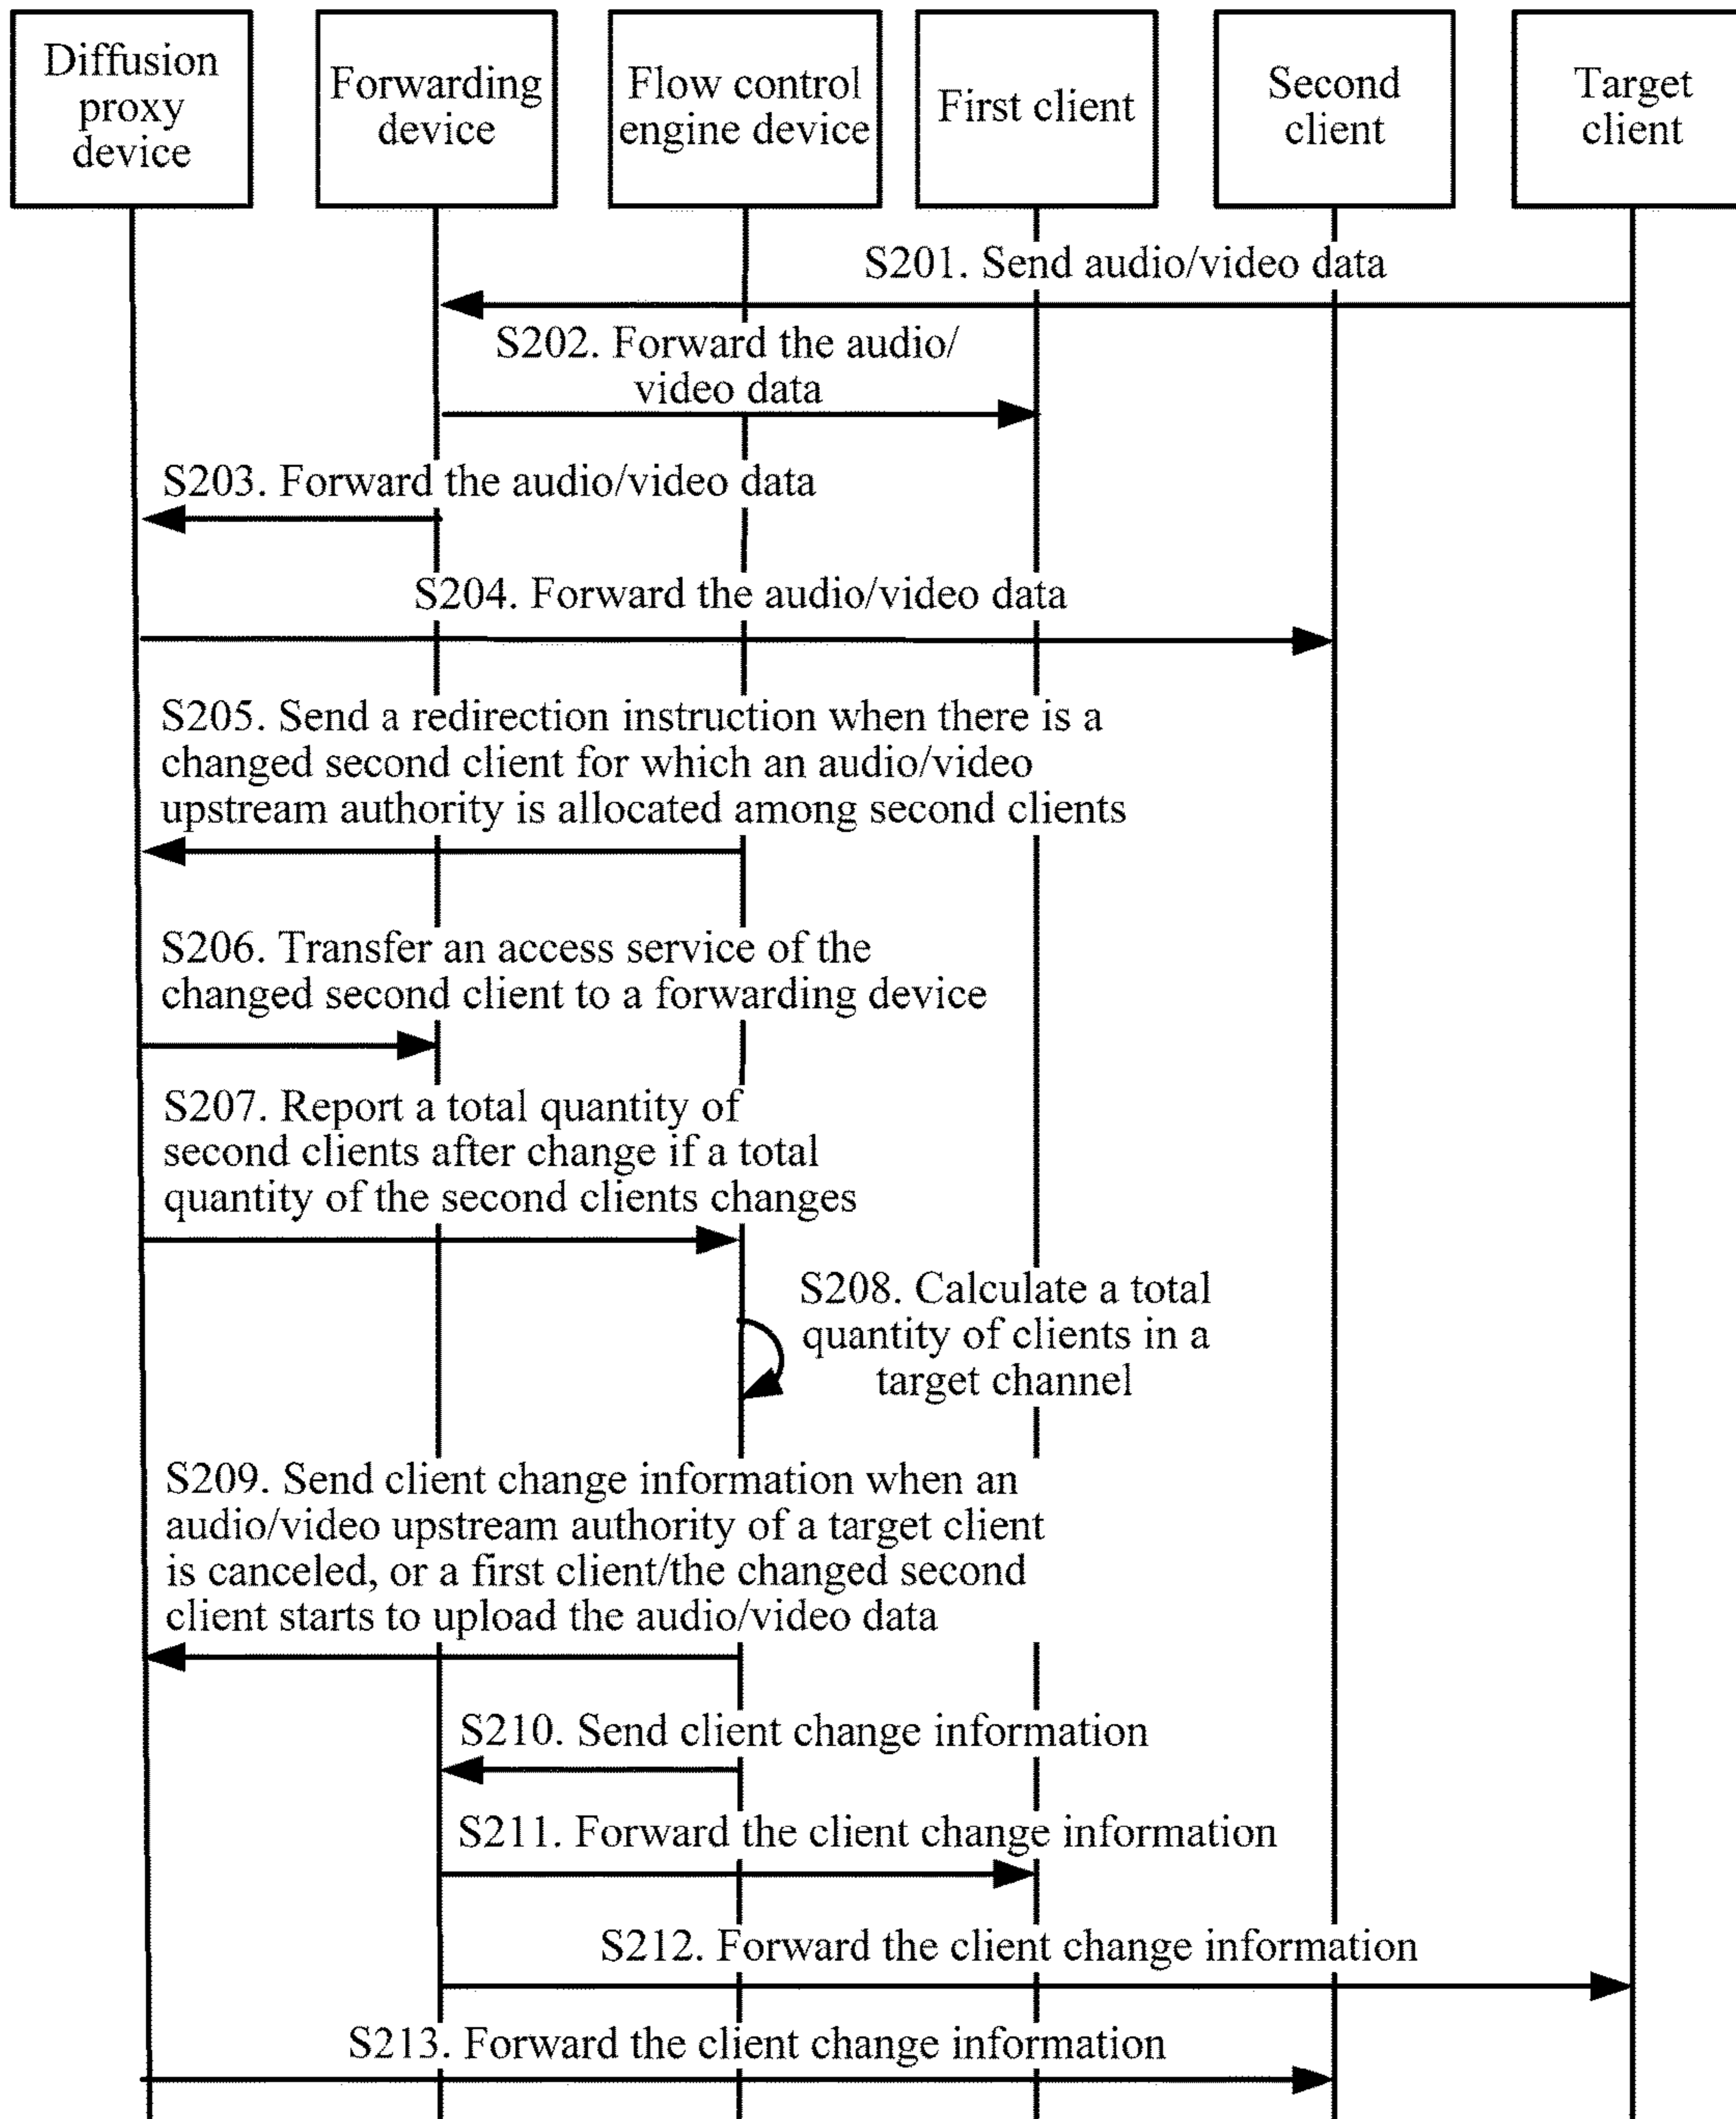 Diffusion
proxy
device
Forwarding
device
Flow control
engine device
First client
Second
client
Target
client
S201. Send audio/video data
S202. Forward the audio/
video data
S203. Forward the audio/video data
S204. Forward the audio/video data
S205. Send a redirection instruction when there is a
changed second client for which an audio/video
upstream authority is allocated among second clients
S206. Transfer an access service of the
changed second client to a forwarding device
S207. Report a total quantity of
second clients after change if a total
quantity of the second clients changes
S208. Calculate a total
quantity of clients in a
target channel
S209. Send client change information when an
audio/video upstream authority of a target client
is canceled, or a first client/the changed second
client starts to upload the audio/video data
S210. Send client change information
S211. Forward the client change information
S212. Forward the client change information
S213. Forward the client change information